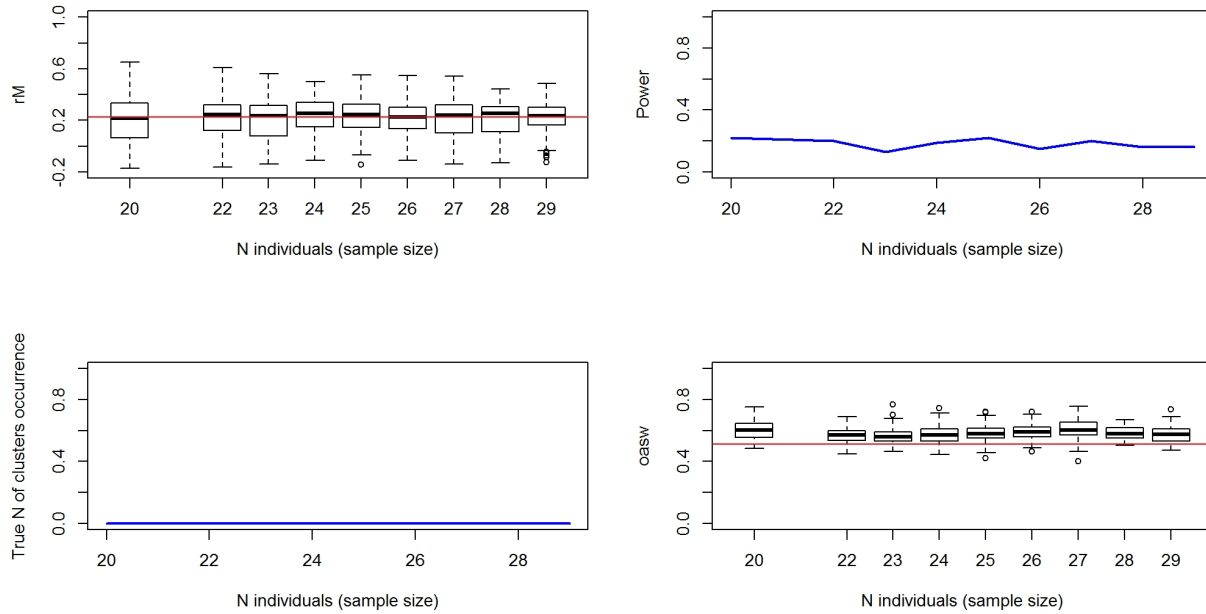 rM
1.0
0.6
0.2
-0.2
20 22 23 24 25 26 27 28 29
N individuals (sample size)
Power
0.8
0.4
0.0
20 22 24 26 28
N individuals (sample size)
True N of clusters occurrence
0.8
0.4
0.0
20 22 24 26 28
N individuals (sample size)
oasw
0.8
0.4
0.0
20 22 23 24 25 26 27 28 29
N individuals (sample size)